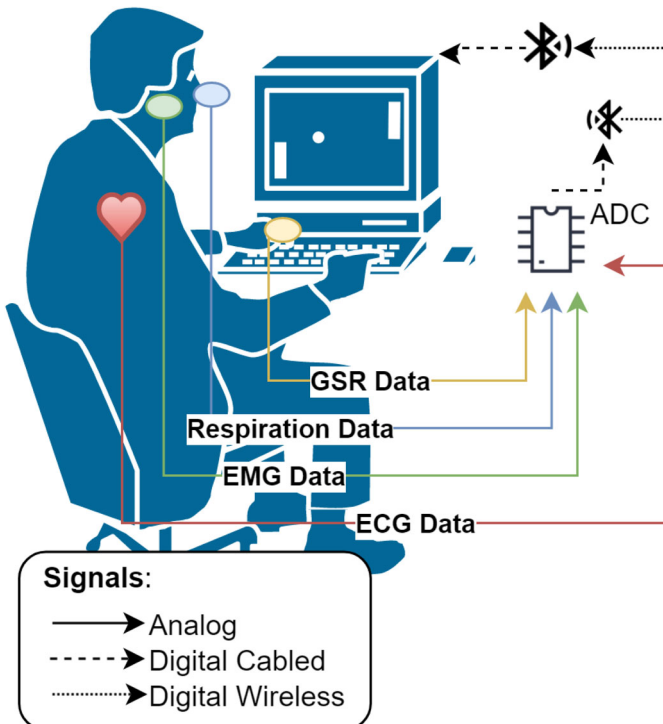 ADC
GSR Data
Respiration Data
EMG Data
ECG Data
Signals:
Analog
Digital Cabled
Digital Wireless